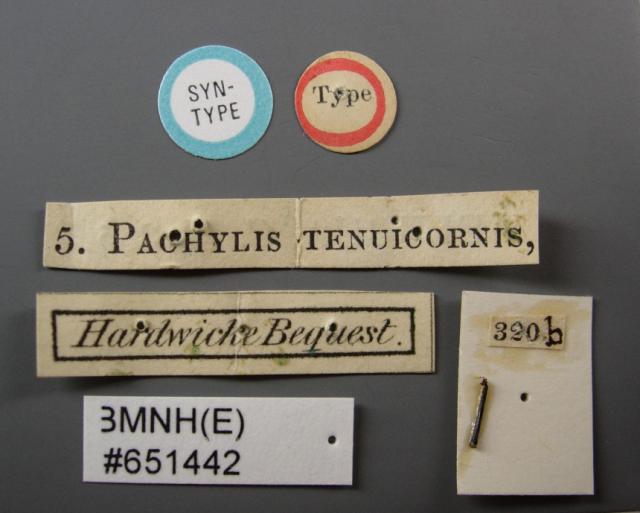 SYN-
TYPE
Type
5. PACHYLIS TENUICORNIS,
Hardwicke Bequest.
320.b
BMNH(E)
#651442